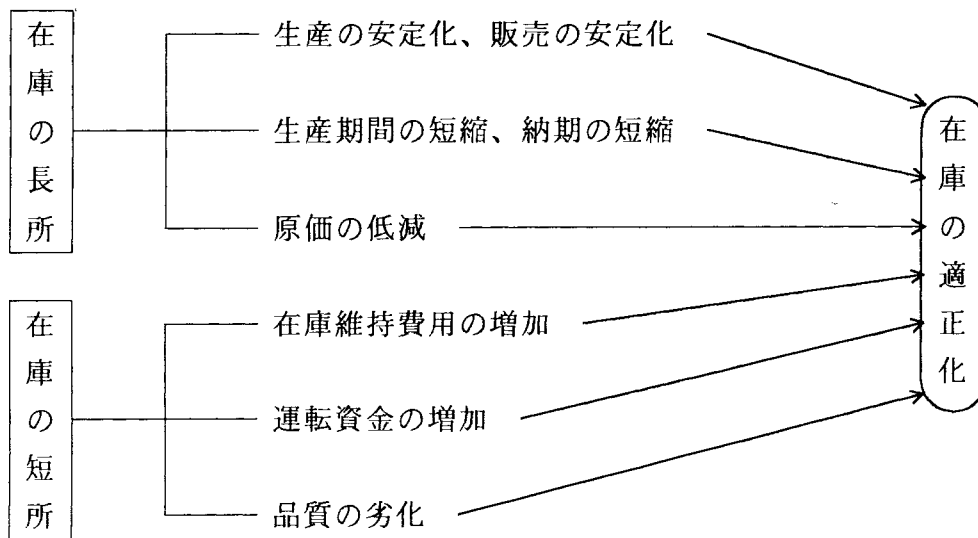 在庫の長所
生産の安定化、販売の安定化
生産期間の短縮、納期の短縮
原価の低減
在庫の短所
在庫維持費用の増加
運転資金の増加
品質の劣化
在庫の適正化